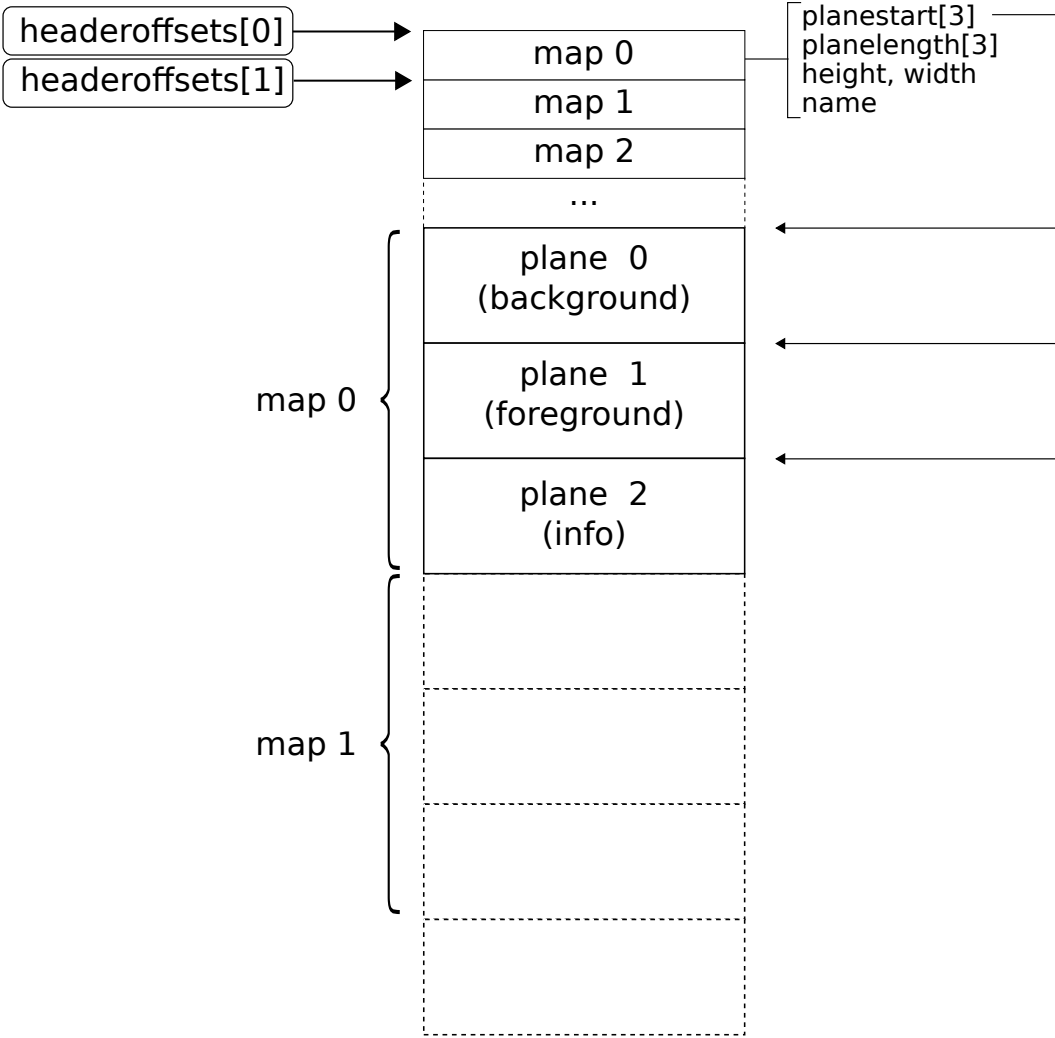 headeroffsets[0]
headeroffsets[1]
map 0
map 1
map 2
...
planestart[3]
planelength[3]
height, width
name
map 0
plane 0
(background)
plane 1
(foreground)
plane 2
(info)
map 1